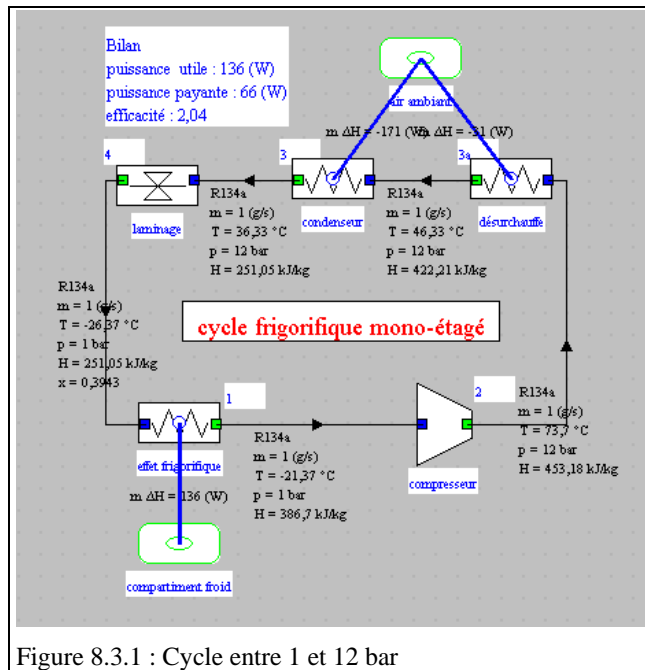 Bilan
puissance utile : 136 (W)
puissance payante : 66 (W)
efficacité : 2,04
air ambiant
m ΔH = -171 (W)
m ΔH = -31 (W)
4
3
3a
laminage
condenseur
désurchauffe
R134a
m = 1 (g/s)
T = 36,33 °C
p = 12 bar
H = 251,05 kJ/kg
R134a
m = 1 (g/s)
T = 46,33 °C
p = 12 bar
H = 422,21 kJ/kg
R134a
m = 1 (g/s)
T = -26,37 °C
p = 1 bar
H = 251,05 kJ/kg
x = 0,3943
cycle frigorifique mono-étagé
1
2
effet frigorifique
R134a
m = 1 (g/s)
T = -21,37 °C
p = 1 bar
H = 386,7 kJ/kg
compresseur
R134a
m = 1 (g/s)
T = 73,7 °C
p = 12 bar
H = 453,18 kJ/kg
m ΔH = 136 (W)
compartiment froid
Figure 8.3.1 : Cycle entre 1 et 12 bar